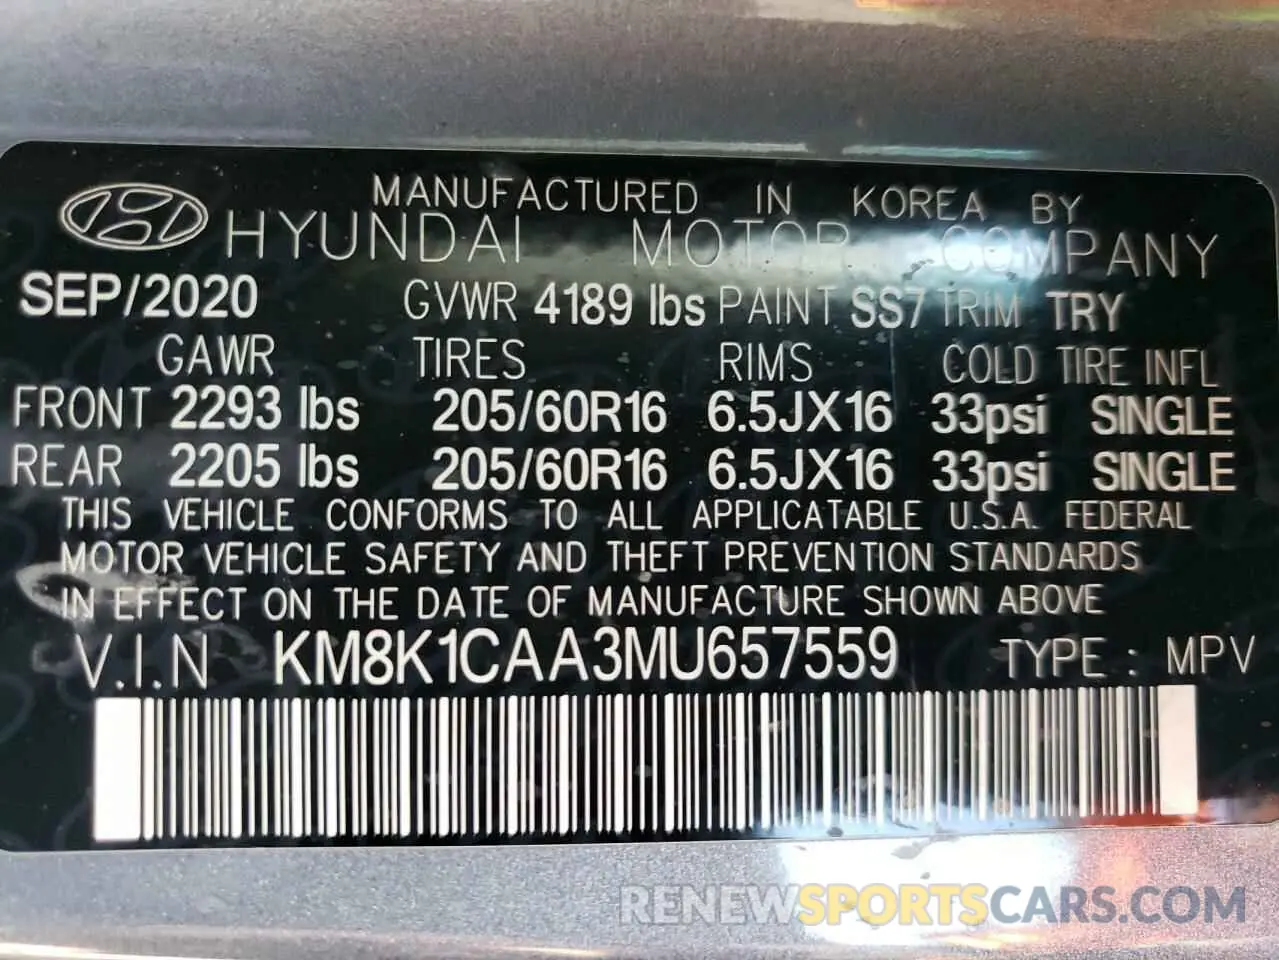 MANUFACTURED IN KOREA BY
HYUNDAI MOTOR COMPANY
SEP/2020 GVWR 4189 lbs PAINT SS7 TRIM TRY
GAWR TIRES RIMS COLD TIRE INFL
FRONT 2293 lbs 205/60R16 6.5JX16 33psi SINGLE
REAR 2205 lbs 205/60R16 6.5JX16 33psi SINGLE
THIS VEHICLE CONFORMS TO ALL APPLICATABLE U.S.A. FEDERAL
MOTOR VEHICLE SAFETY AND THEFT PREVENTION STANDARDS
IN EFFECT ON THE DATE OF MANUFACTURE SHOWN ABOVE
V.I.N KM8K1CAA3MU657559 TYPE : MPV
RENEWSPORTSCARS.COM